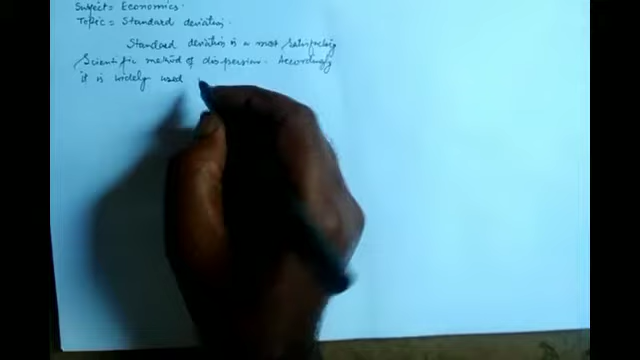 Subject = Economics.
Topic = Standard deviation.
Standard deviation is a most satisfactory
Scientific method of dispersion. Accordingly
it is widely used